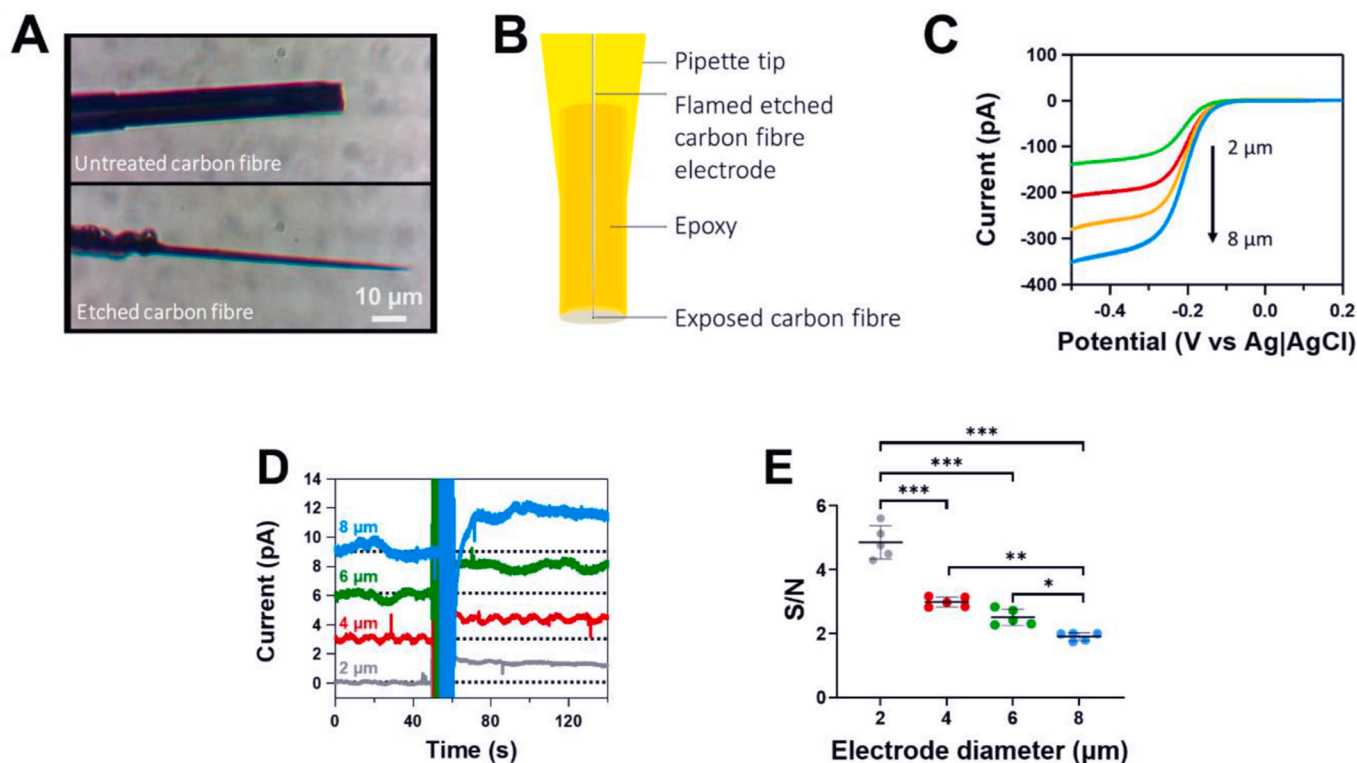 A
Untreated carbon fibre
Etched carbon fibre
10 µm
B
Pipette tip
Flamed etched
carbon fibre
electrode
Epoxy
Exposed carbon fibre
C
Current (pA)
100
0
-100
-200
-300
-400
2 µm
8 µm
-0.4
-0.2
0.0
0.2
Potential (V vs Ag|AgCl)
D
Current (pA)
14
12
10
8
6
4
2
0
8 µm
6 µm
4 µm
2 µm
0
40
80
120
Time (s)
E
***
***
***
**
*
S/N
6
4
2
0
2
4
6
8
Electrode diameter (µm)